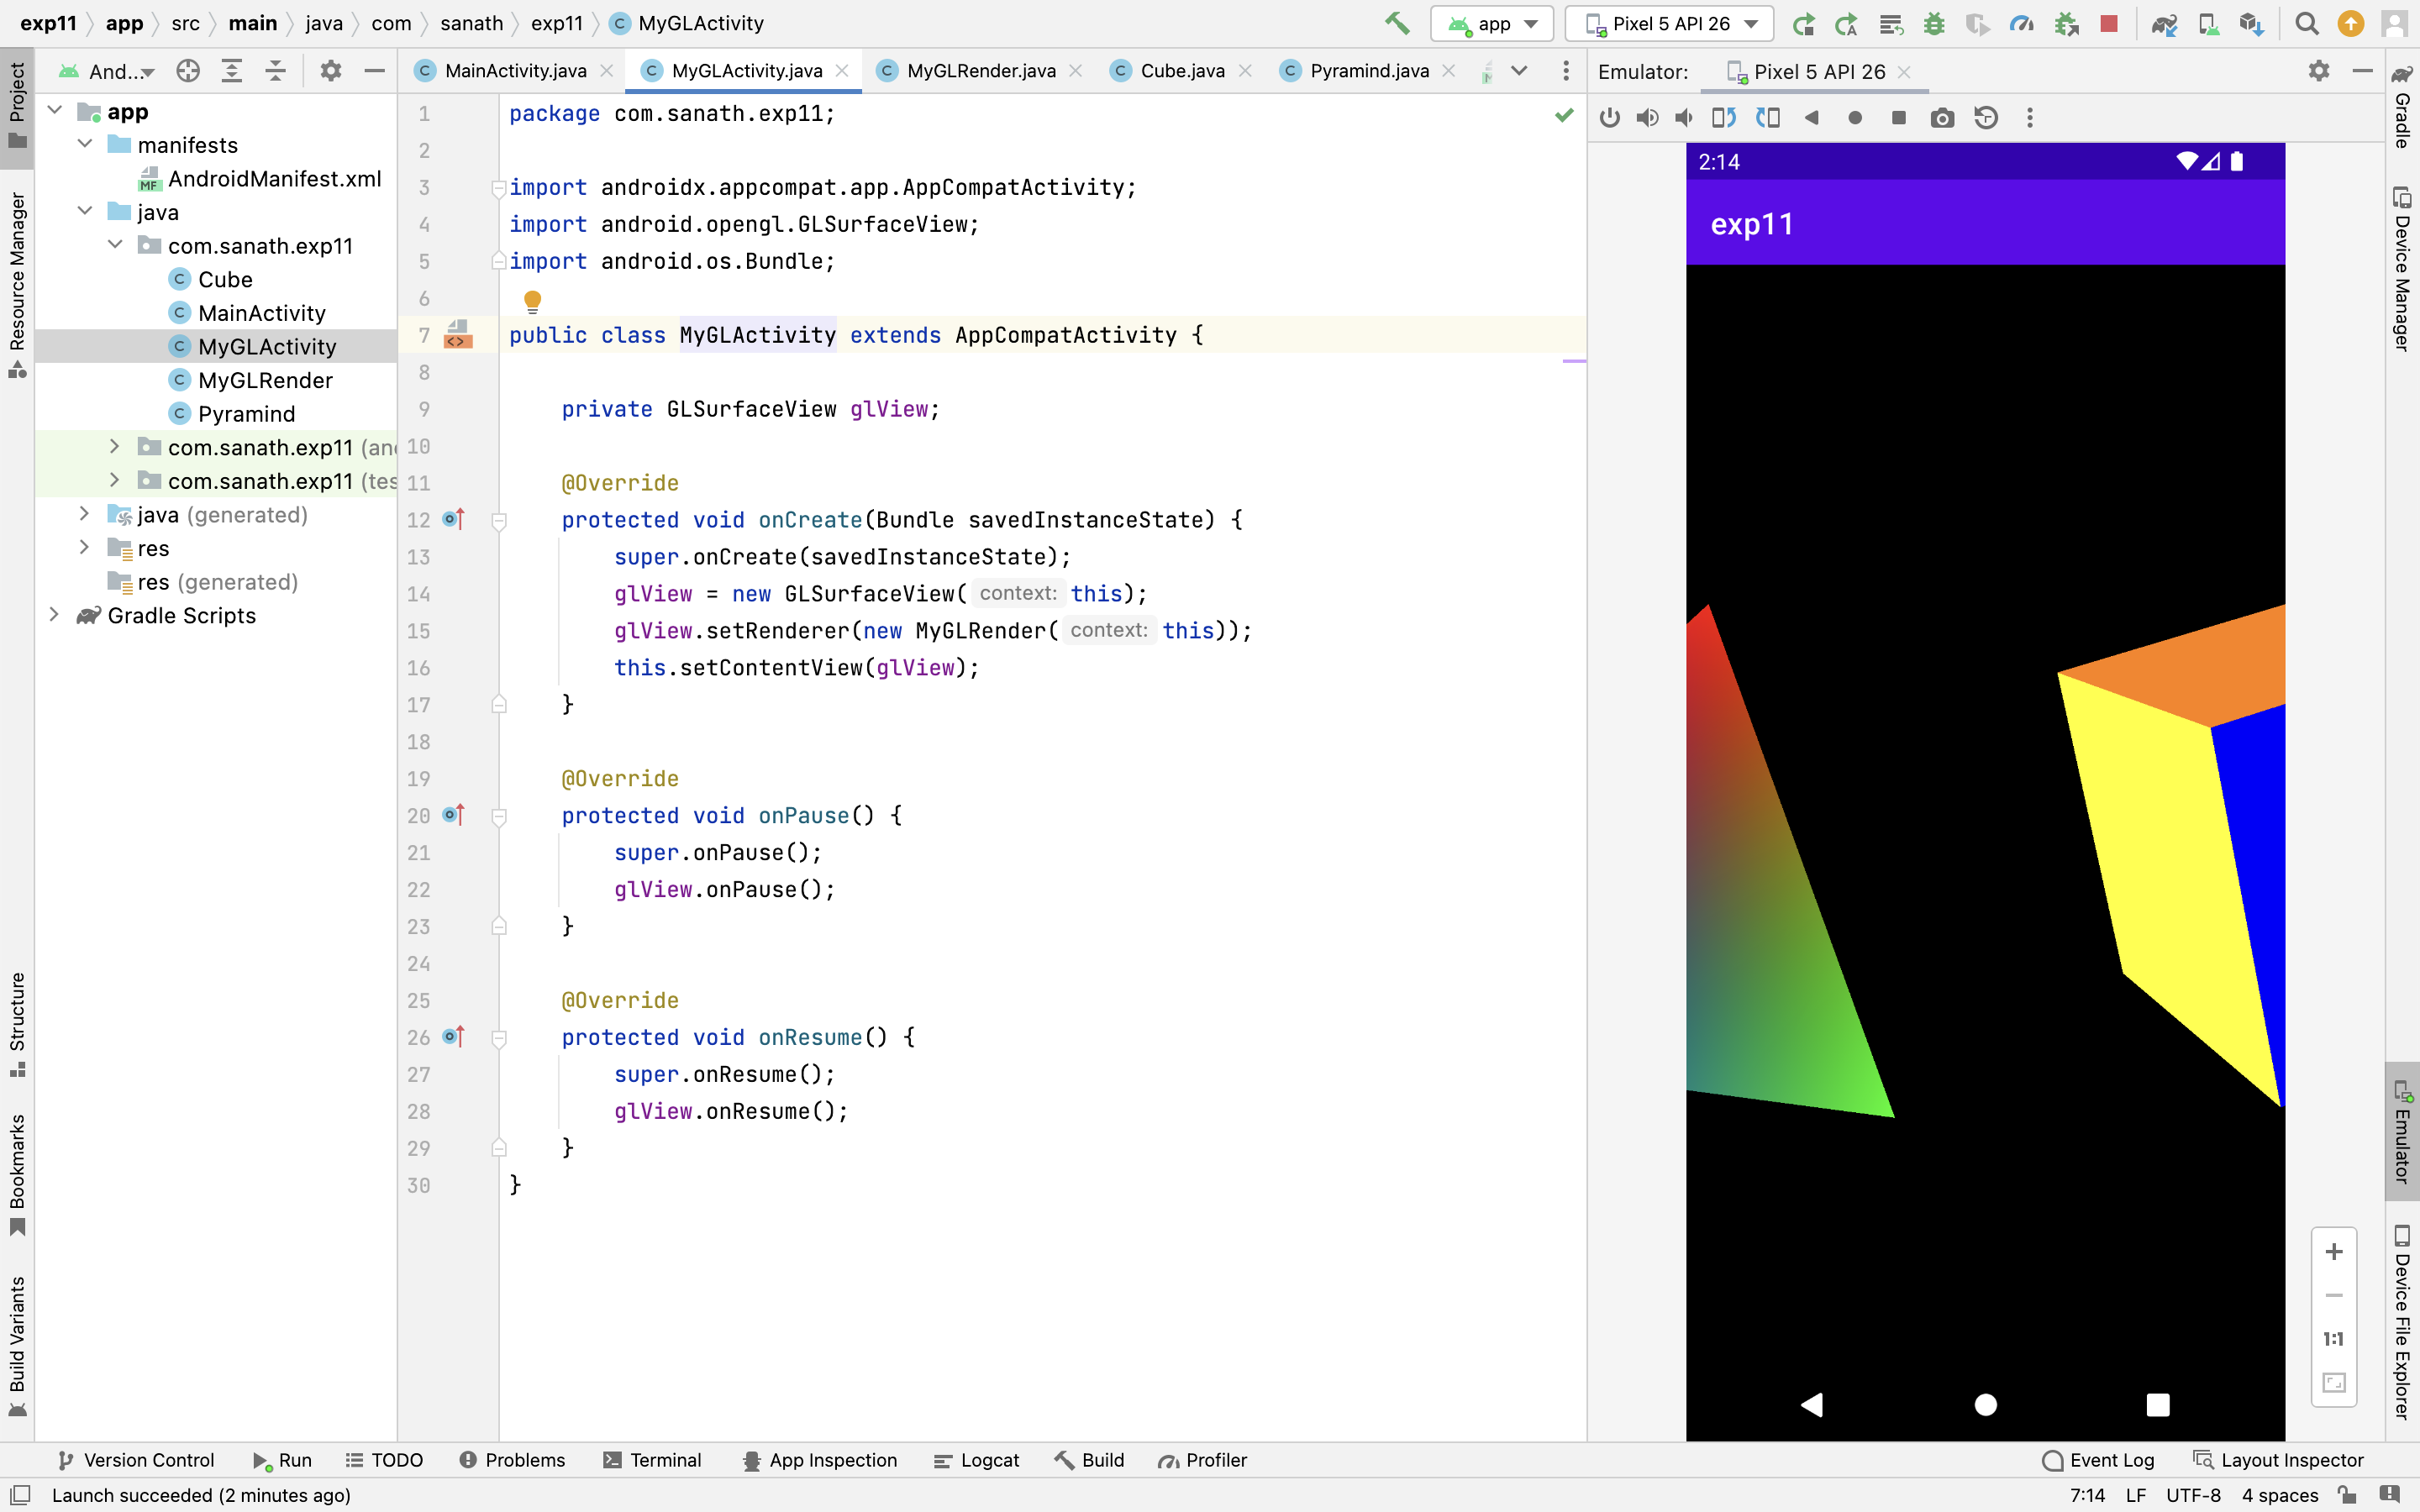 exp11 app src main java com sanath exp11 MyGLActivity
app
Pixel 5 API 26
And...
MainActivity.java
MyGLActivity.java
MyGLRender.java
Cube.java
Pyramind.java
Emulator:
Pixel 5 API 26
Project
Resource Manager
Structure
Bookmarks
Build Variants
app
manifests
AndroidManifest.xml
java
com.sanath.exp11
Cube
MainActivity
MyGLActivity
MyGLRender
Pyramind
com.sanath.exp11 (an
com.sanath.exp11 (tes
java (generated)
res
res (generated)
Gradle Scripts
1 package com.sanath.exp11;
2
3 import androidx.appcompat.app.AppCompatActivity;
4 import android.opengl.GLSurfaceView;
5 import android.os.Bundle;
6
7 public class MyGLActivity extends AppCompatActivity {
8
9 private GLSurfaceView glView;
10
11 @Override
12 protected void onCreate(Bundle savedInstanceState) {
13 super.onCreate(savedInstanceState);
14 glView = new GLSurfaceView( context: this);
15 glView.setRenderer(new MyGLRender( context: this));
16 this.setContentView(glView);
17 }
18
19 @Override
20 protected void onPause() {
21 super.onPause();
22 glView.onPause();
23 }
24
25 @Override
26 protected void onResume() {
27 super.onResume();
28 glView.onResume();
29 }
30 }
2:14
exp11
1:1
Gradle
Device Manager
Emulator
Device File Explorer
Version Control
Run
TODO
Problems
Terminal
App Inspection
Logcat
Build
Profiler
Event Log
Layout Inspector
Launch succeeded (2 minutes ago)
7:14 LF UTF-8 4 spaces